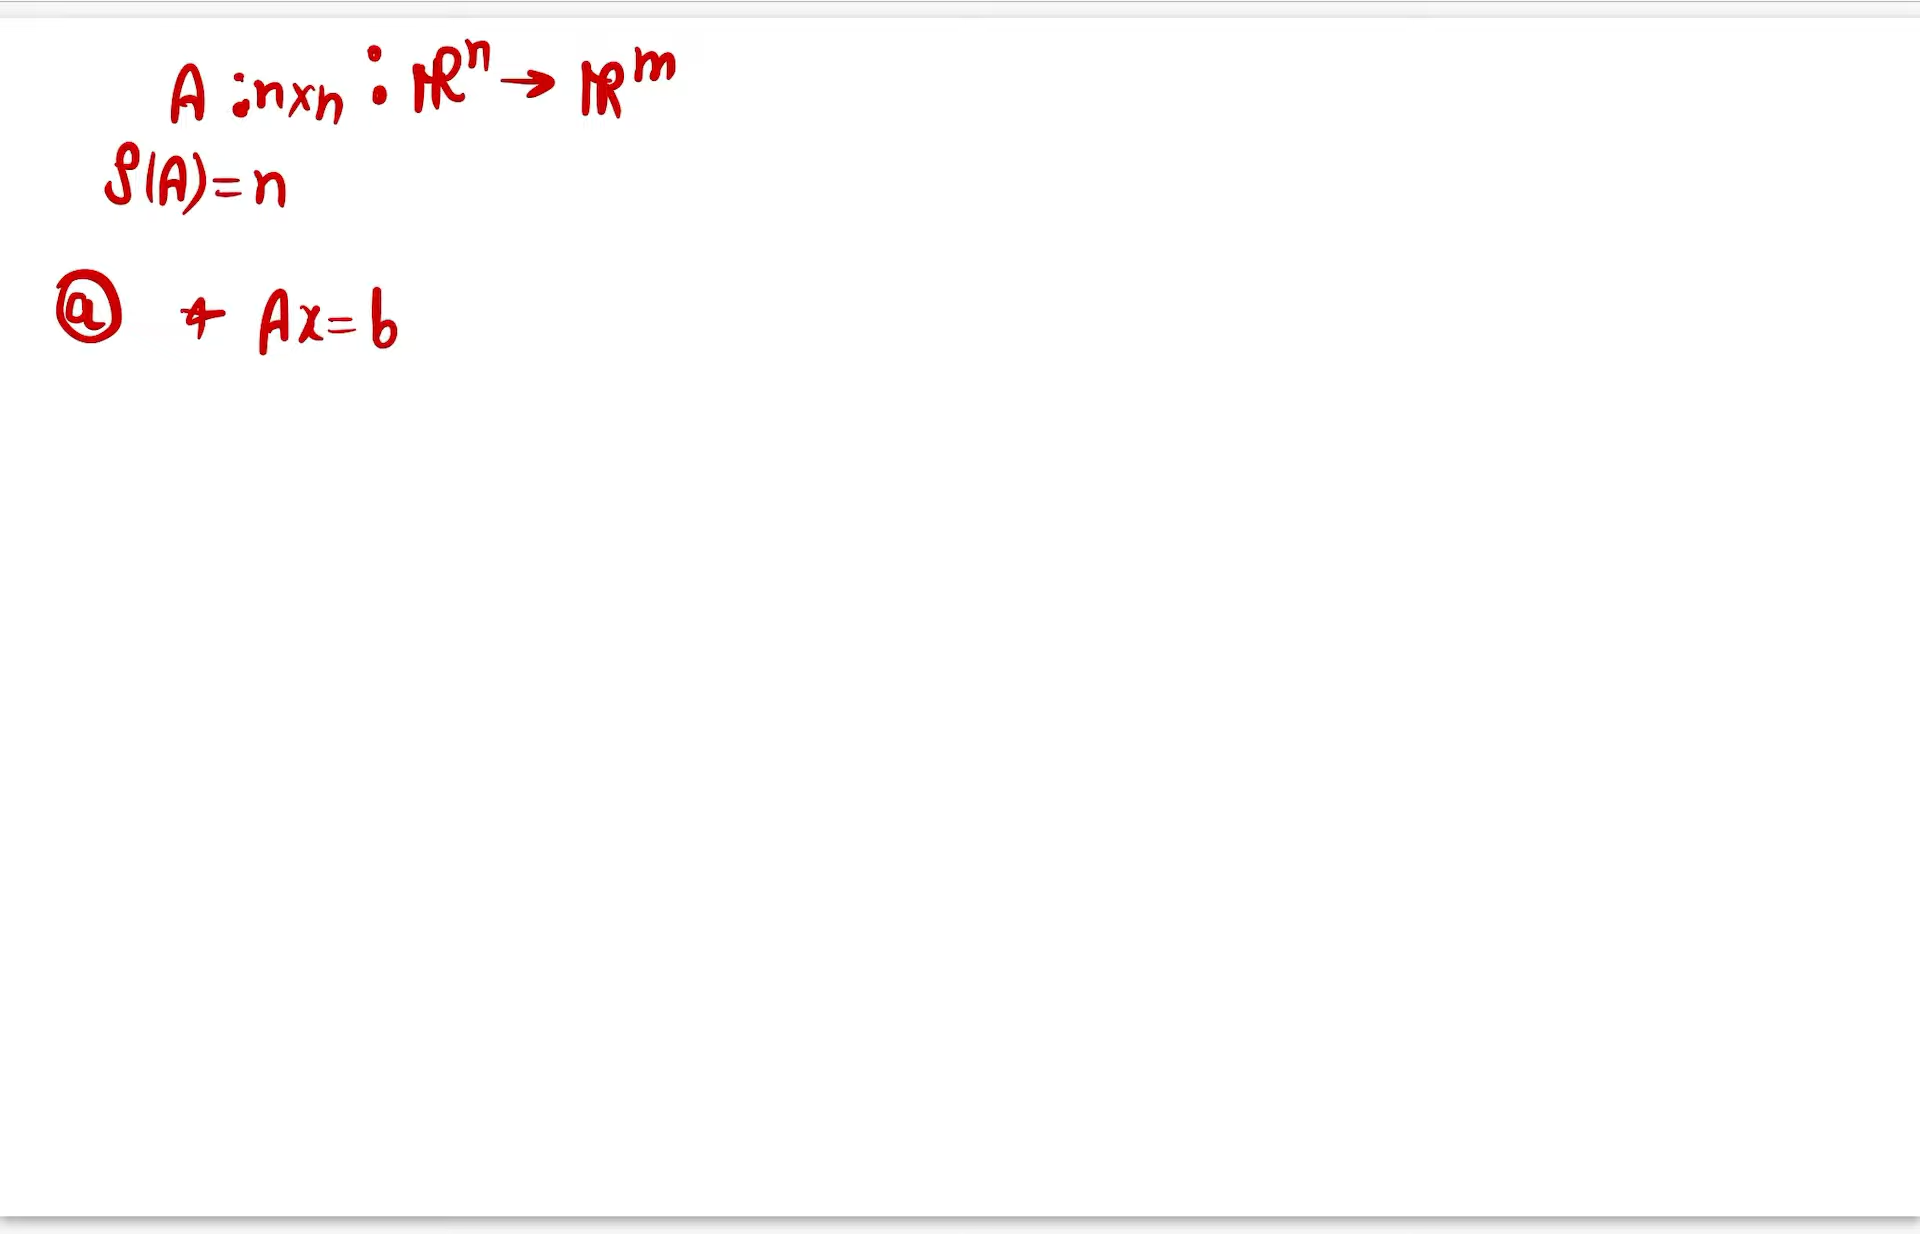 A : n×n : ℝⁿ → ℝᵐ
ρ(A) = n
ⓐ + Ax = b